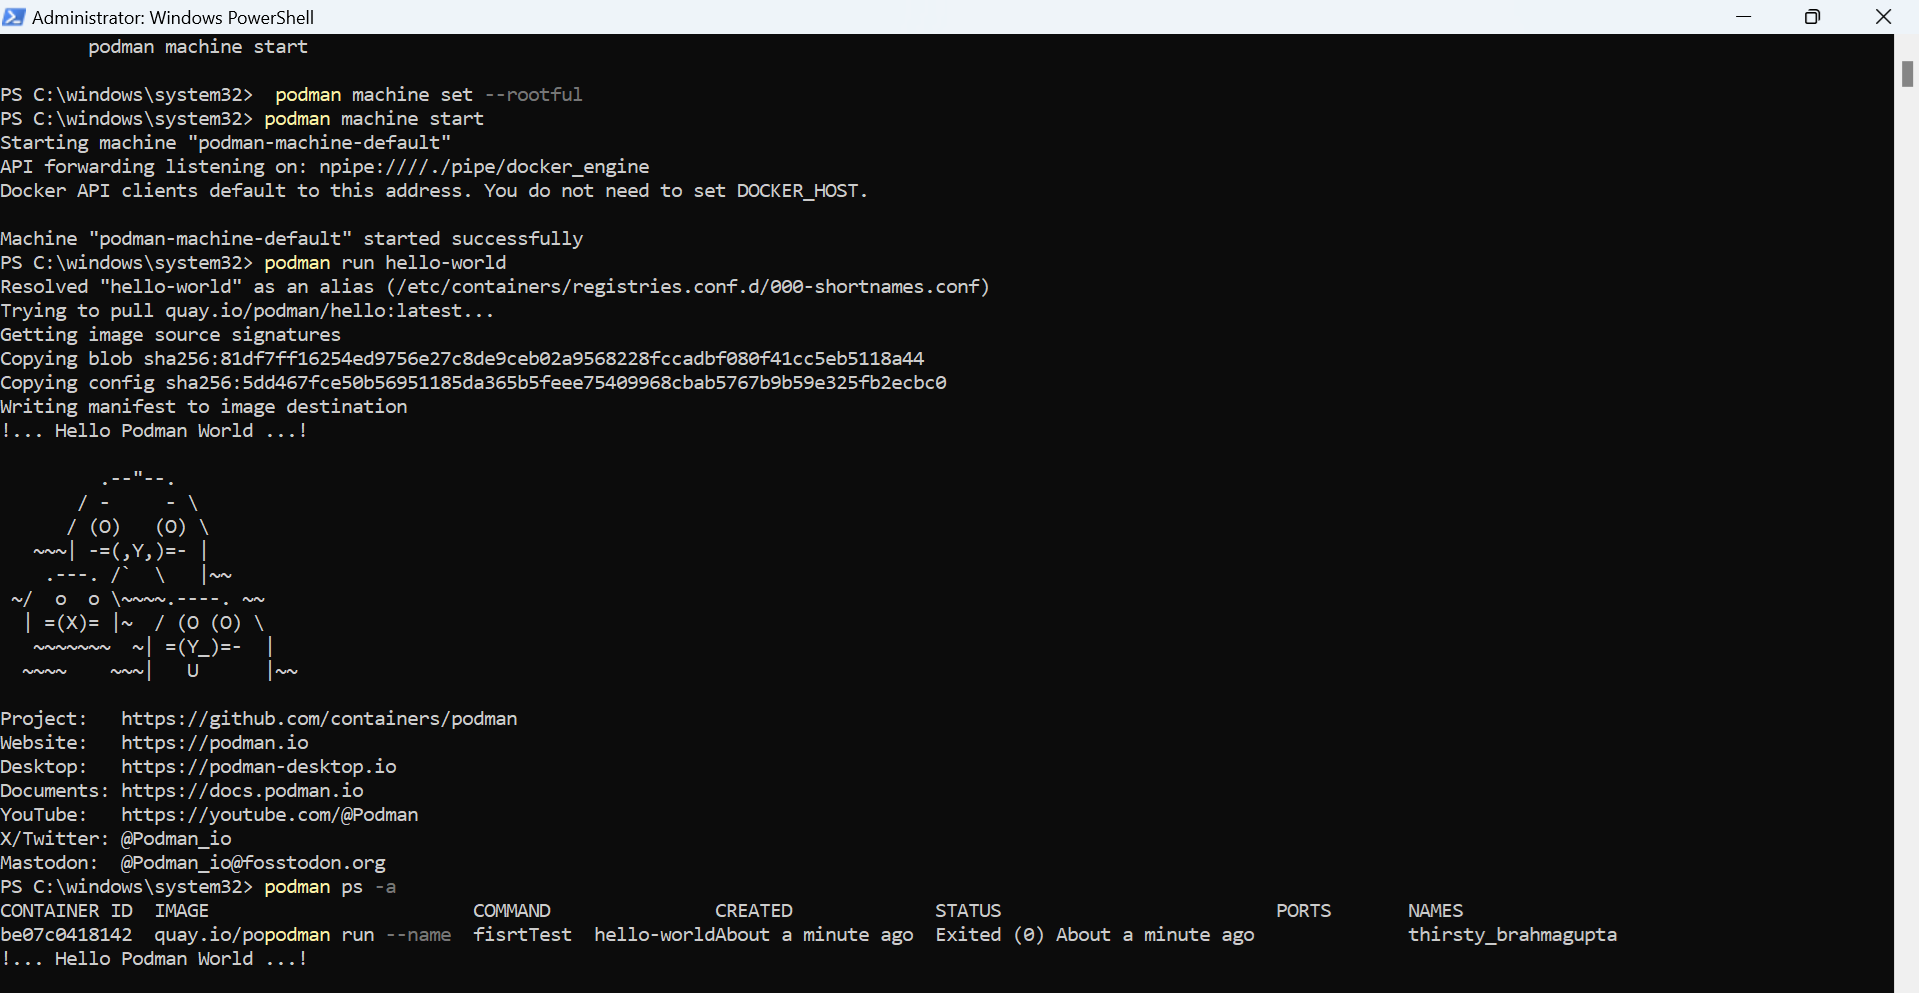 Administrator: Windows PowerShell
        podman machine start
PS C:\windows\system32>  podman machine set --rootful
PS C:\windows\system32> podman machine start
Starting machine "podman-machine-default"
API forwarding listening on: npipe:////./pipe/docker_engine
Docker API clients default to this address. You do not need to set DOCKER_HOST.
Machine "podman-machine-default" started successfully
PS C:\windows\system32> podman run hello-world
Resolved "hello-world" as an alias (/etc/containers/registries.conf.d/000-shortnames.conf)
Trying to pull quay.io/podman/hello:latest...
Getting image source signatures
Copying blob sha256:81df7ff16254ed9756e27c8de9ceb02a9568228fccadbf080f41cc5eb5118a44
Copying config sha256:5dd467fce50b56951185da365b5feee75409968cbab5767b9b59e325fb2ecbc0
Writing manifest to image destination
!... Hello Podman World ...!
         .--"--.
       / -     - \
      / (O)   (O) \
   ~~~| -=(,Y,)=- |
    .---. /`  \   |~~
 ~/  o  o \~~~~.----. ~~
  | =(X)= |~  / (O (O) \
   ~~~~~~~  ~| =(Y_)=-  |
  ~~~~    ~~~|   U      |~~
Project:   https://github.com/containers/podman
Website:   https://podman.io
Desktop:   https://podman-desktop.io
Documents: https://docs.podman.io
YouTube:   https://youtube.com/@Podman
X/Twitter: @Podman_io
Mastodon:  @Podman_io@fosstodon.org
PS C:\windows\system32> podman ps -a
CONTAINER ID  IMAGE                        COMMAND               CREATED             STATUS                         PORTS       NAMES
be07c0418142  quay.io/popodman run --name  fisrtTest  hello-worldAbout a minute ago  Exited (0) About a minute ago              thirsty_brahmagupta
!... Hello Podman World ...!